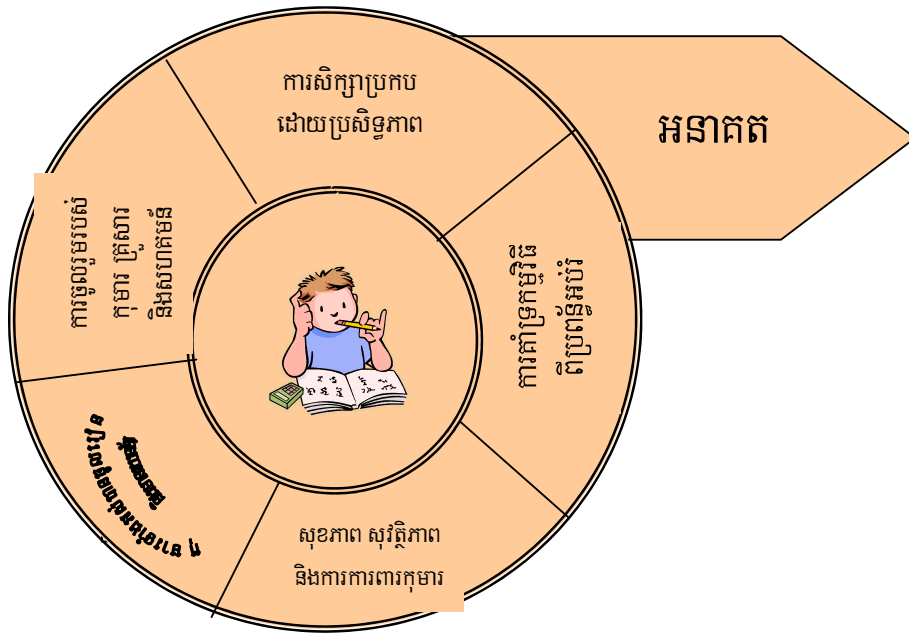 ការសិក្សាប្រកប
ដោយប្រសិទ្ធភាព
អនាគត
ការចូលរួមរបស់
កុមារ គ្រួសារ
និងសហគមន៍
ការគាំទ្រកម្មវិធី
ពីប្រព័ន្ធអប់រំ
សុខភាព សុវត្ថិភាព
និងការការពារកុមារ